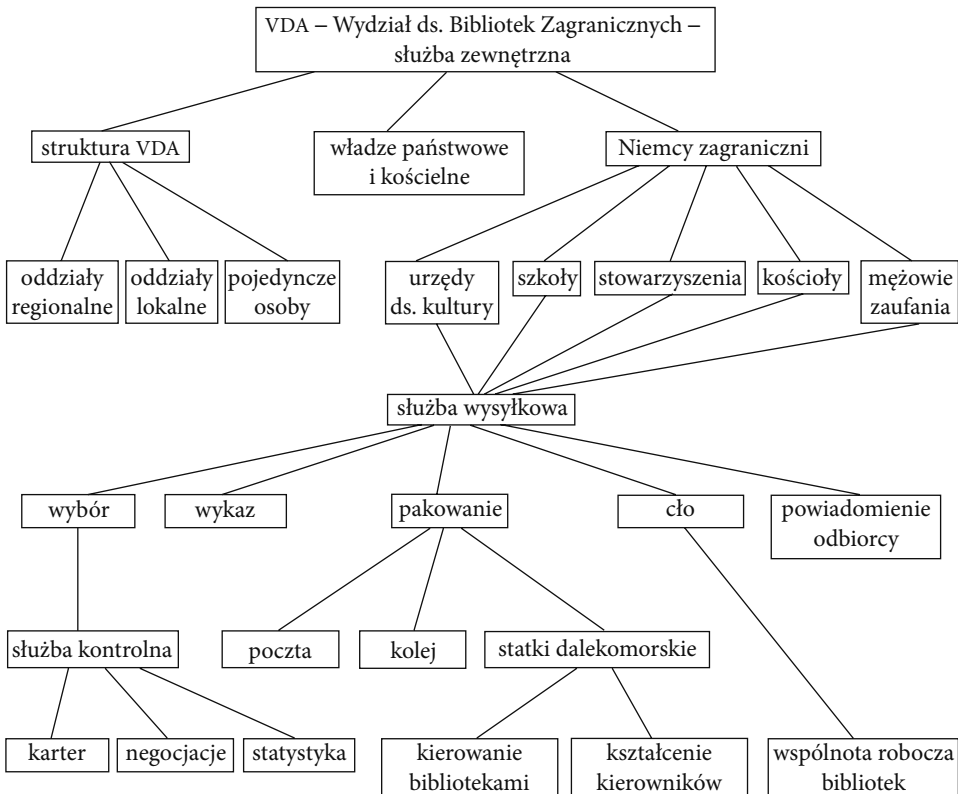 VDA – Wydział ds. Bibliotek Zagranicznych –
służba zewnętrzna
struktura VDA
władze państwowe
i kościelne
Niemcy zagraniczni
oddziały
regionalne
oddziały
lokalne
pojedyncze
osoby
urzędy
ds. kultury
szkoły
stowarzyszenia
kościoły
mężowie
zaufania
służba wysyłkowa
wybór
wykaz
pakowanie
cło
powiadomienie
odbiorcy
służba kontrolna
poczta
kolej
statki dalekomorskie
karter
negocjacje
statystyka
kierowanie
bibliotekami
kształcenie
kierowników
wspólnota robocza
bibliotek